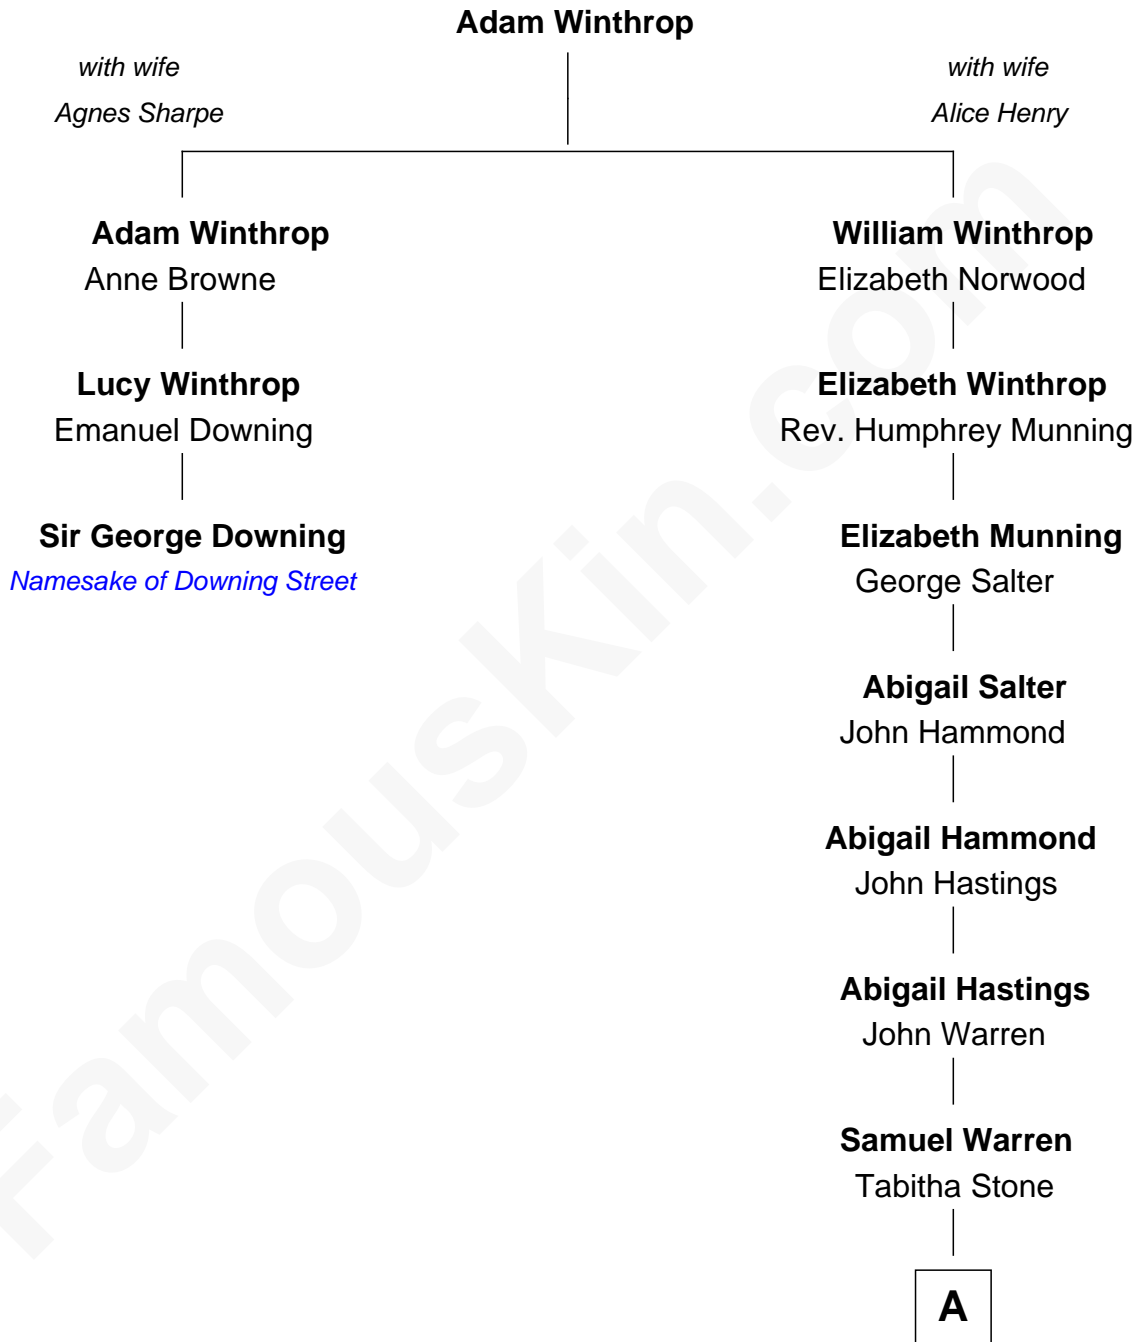 Adam Winthrop
with wife
Agnes Sharpe
with wife
Alice Henry
Adam Winthrop
Anne Browne
Lucy Winthrop
Emanuel Downing
Sir George Downing
Namesake of Downing Street
William Winthrop
Elizabeth Norwood
Elizabeth Winthrop
Rev. Humphrey Munning
Elizabeth Munning
George Salter
Abigail Salter
John Hammond
Abigail Hammond
John Hastings
Abigail Hastings
John Warren
Samuel Warren
Tabitha Stone
A
FamousKin.com